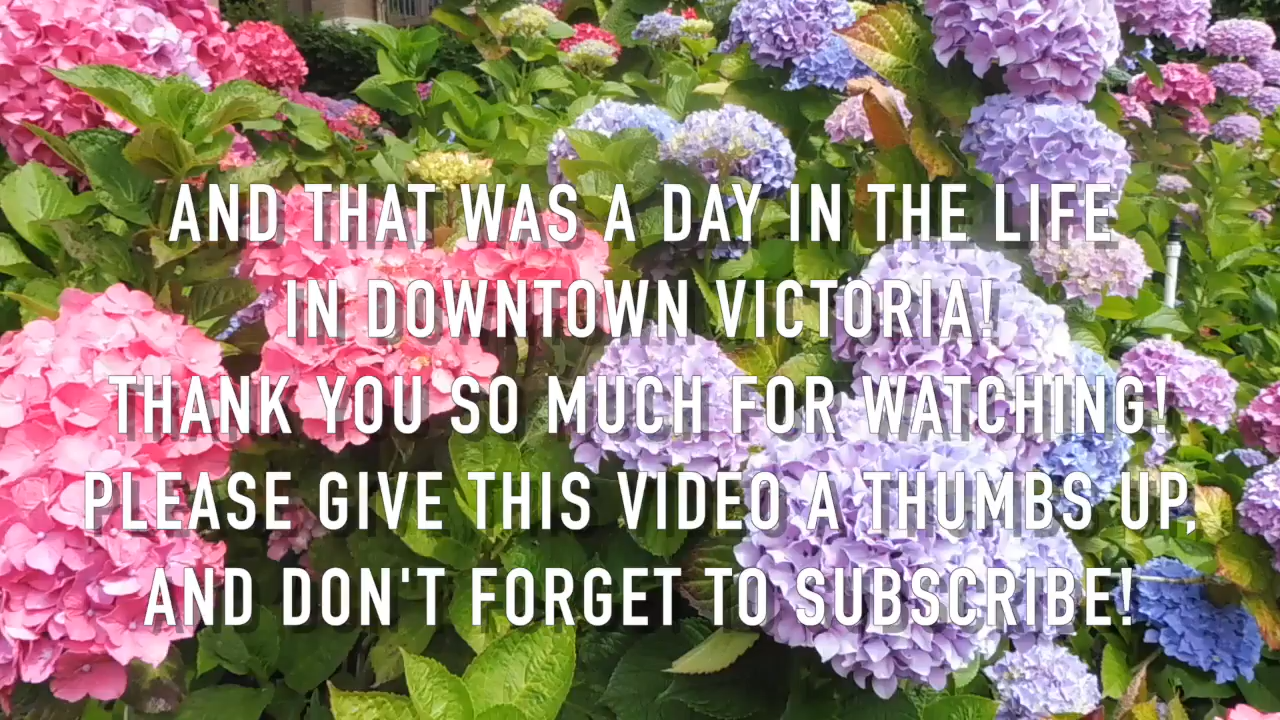 AND THAT WAS A DAY IN THE LIFE
IN DOWNTOWN VICTORIA!
THANK YOU SO MUCH FOR WATCHING!
PLEASE GIVE THIS VIDEO A THUMBS UP,
AND DON'T FORGET TO SUBSCRIBE!